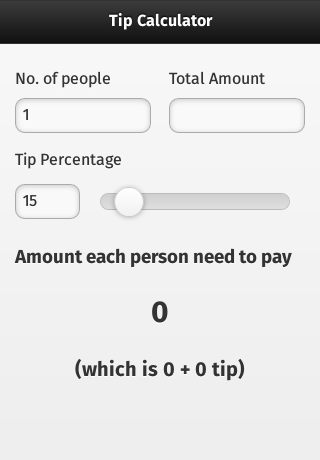 Tip Calculator
No. of people Total Amount
1
Tip Percentage
15
Amount each person need to pay
0
(which is 0 + 0 tip)